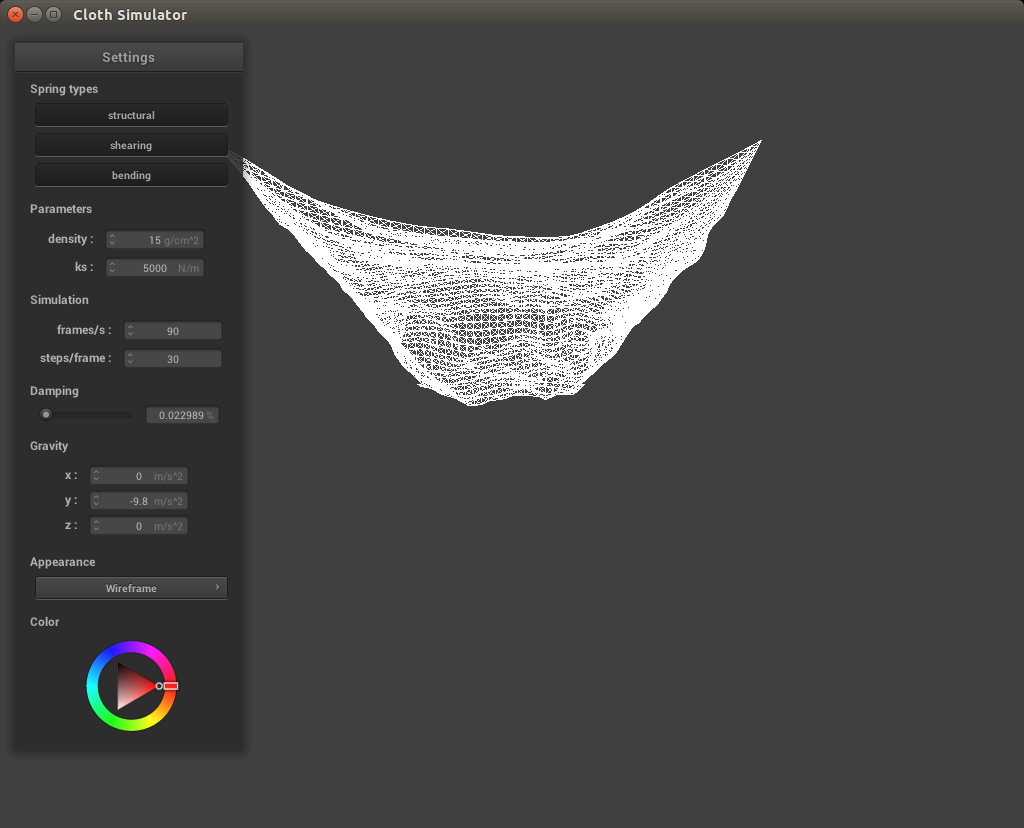 Cloth Simulator
Settings
Spring types
structural
shearing
bending
Parameters
density : 15 g/cm^2
ks : 5000 N/m
Simulation
frames/s : 90
steps/frame : 30
Damping
0.022989 %
Gravity
x : 0 m/s^2
y : -9.8 m/s^2
z : 0 m/s^2
Appearance
Wireframe
Color